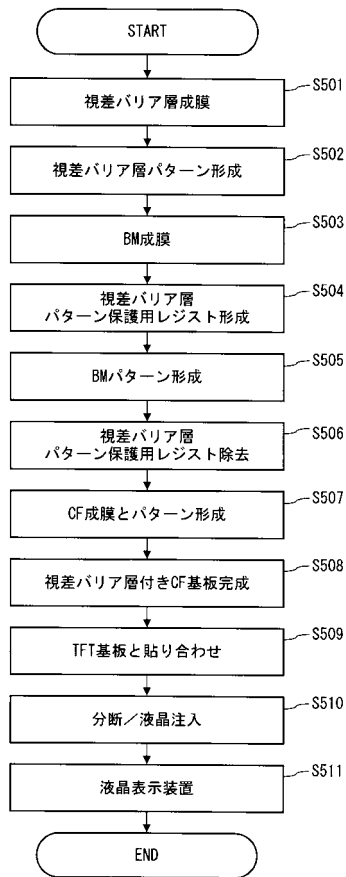 START
視差バリア層成膜
S501
視差バリア層パターン形成
S502
BM成膜
S503
視差バリア層
パターン保護用レジスト形成
S504
BMパターン形成
S505
視差バリア層
パターン保護用レジスト除去
S506
CF成膜とパターン形成
S507
視差バリア層付きCF基板完成
S508
TFT基板と貼り合わせ
S509
分断／液晶注入
S510
液晶表示装置
S511
END